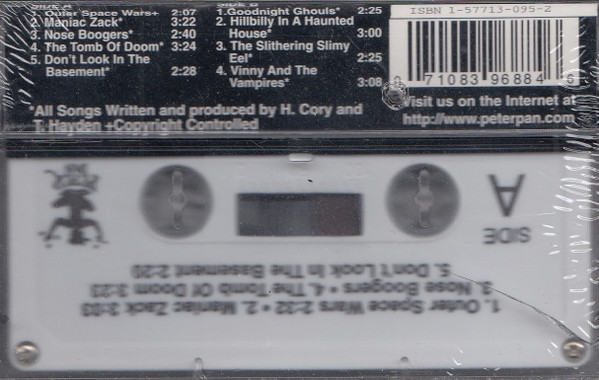 SIDE A
1. Outer Space Wars+ 2:07
2. Maniac Zack* 3:22
3. Nose Boogers* 2:40
4. The Tomb Of Doom* 3:24
5. Don't Look In The
Basement* 2:28
SIDE B
1.Goodnight Ghouls* 2:25
2. Hillbilly In A Haunted
House* 3:00
3. The Slithering Slimy
Eel* 2:25
4. Vinny And The
Vampires* 3:08
*All Songs Written and produced by H. Cory and
T. Hayden +Copyright Controlled
ISBN 1-57713-095-2
0 71083 96884 6
Visit us on the Internet at
http://www.peterpan.com
SIDE
A
1. Outer Space Wars 2:32 • 2. Maniac Zack 3:03
3. Nose Boogers • 4. The Tomb Of Doom 3:23
5. Don't Look In The Basement 2:20